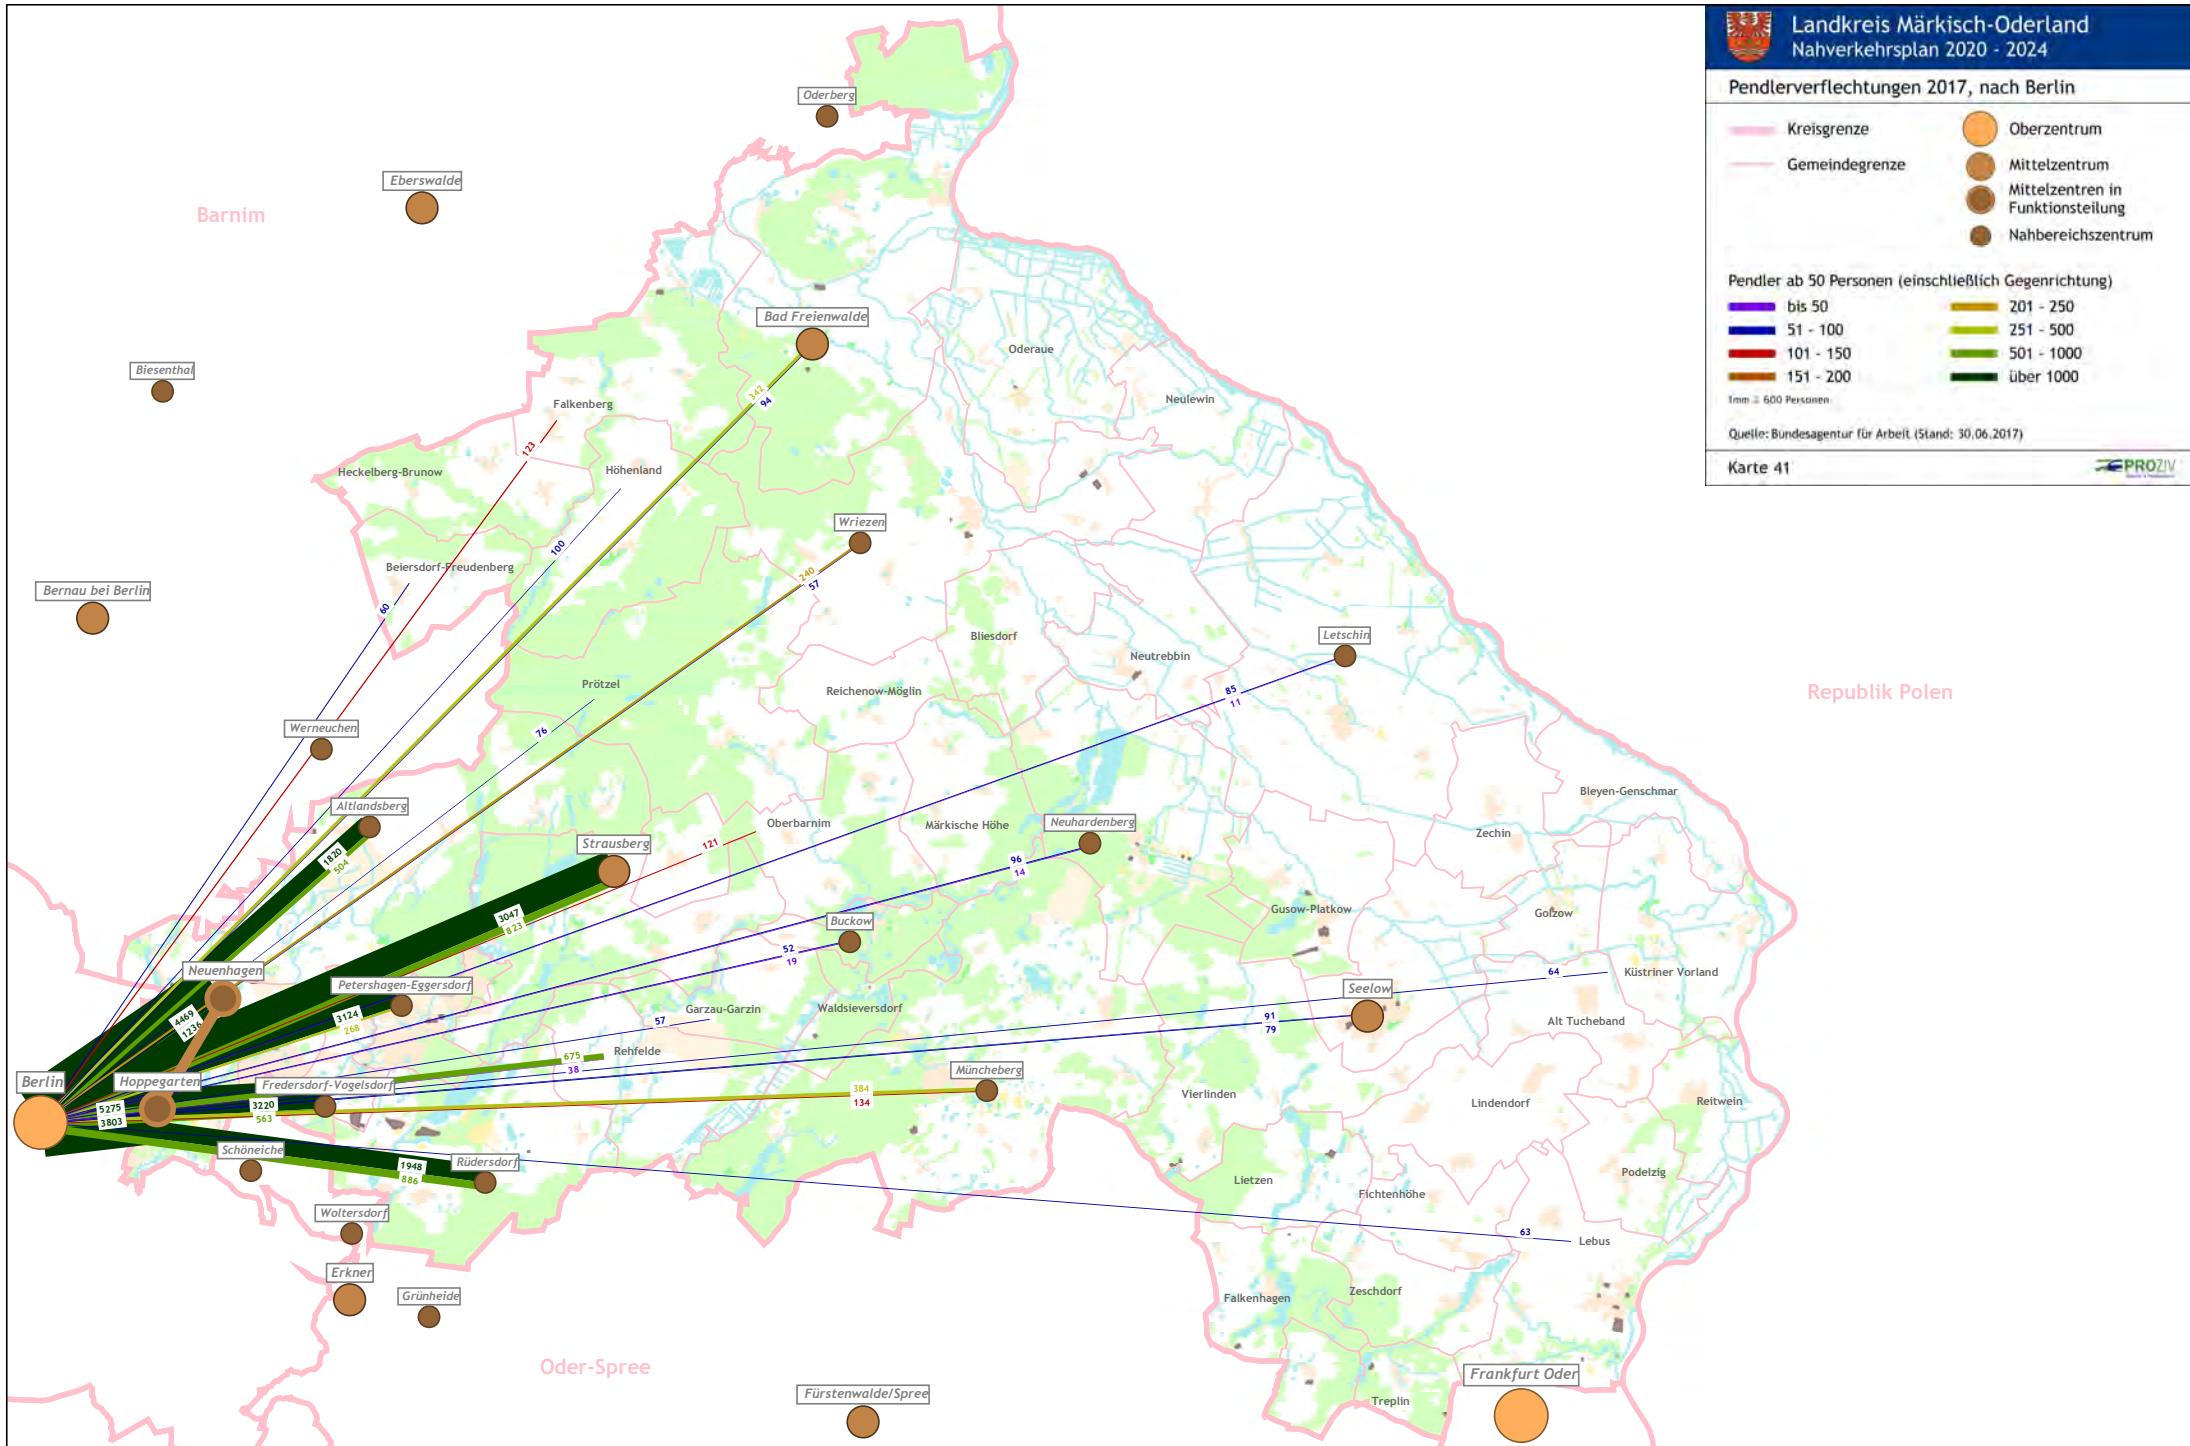 Landkreis Märkisch-Oderland
Nahverkehrsplan 2020 - 2024
Pendlerverflechtungen 2017, nach Berlin
Kreisgrenze
Gemeindegrenze
Oberzentrum
Mittelzentrum
Mittelzentren in
Funktionsteilung
Nahbereichszentrum
Pendler ab 50 Personen (einschließlich Gegenrichtung)
bis 50
51 - 100
101 - 150
151 - 200
201 - 250
251 - 500
501 - 1000
über 1000
1mm = 600 Personen
Quelle: Bundesagentur für Arbeit (Stand: 30.06.2017)
Karte 41
PROZIV
Oderberg
Eberswalde
Barnim
Bad Freienwalde
Oderaue
Biesenthal
342
94
Neulewin
Falkenberg
123
Heckelberg-Brunow
Höhenland
Wriezen
100
Beiersdorf-Freudenberg
240
57
Bernau bei Berlin
60
Bliesdorf
Letschin
Neutrebbin
Prötzel
Reichenow-Möglin
85
11
Republik Polen
Werneuchen
76
Bleyen-Genschmar
Altlandsberg
Oberbarnim
Märkische Höhe
Neuhardenberg
Zechin
Strausberg
121
1820
504
96
14
3047
823
Buckow
Gusow-Platkow
Golzow
52
19
Neuenhagen
Petershagen-Eggersdorf
64
Küstriner Vorland
Seelow
Garzau-Garzin
Waldsieversdorf
4469
1236
3124
268
57
91
79
Alt Tucheband
675
38
Rehfelde
Müncheberg
Berlin
Hoppegarten
Fredersdorf-Vogelsdorf
384
134
Vierlinden
Lindendorf
Reitwein
5275
3803
3220
563
Schöneiche
1948
886
Rüdersdorf
Lietzen
Podelzig
Fichtenhöhe
Woltersdorf
63
Lebus
Erkner
Grünheide
Falkenhagen
Zeschdorf
Oder-Spree
Frankfurt Oder
Fürstenwalde/Spree
Treplin